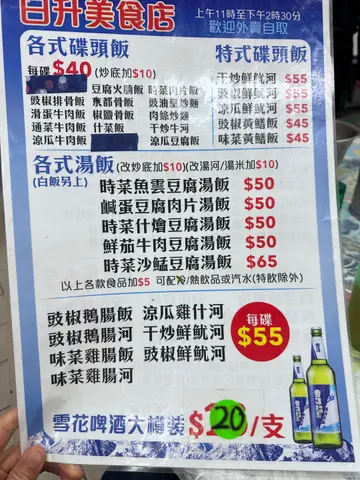 日升美食店
上午11時至下午2時30分
歡迎外賣自取
各式碟頭飯
每碟$40(炒底加$10)
豆腐火腩飯 時菜肉片飯
豉椒排骨飯 京都骨飯 豉油皇炒麵
滑蛋牛肉飯 椒鹽骨飯 肉絲炒麵
通菜牛肉飯 什菜飯 干炒牛河
涼瓜牛肉飯 涼瓜豆腐飯
特式碟頭飯
干炒鮮魷河 $55
豉椒鮮魷飯 $55
涼瓜鮮魷飯 $55
豉椒黃鱔飯 $45
味菜黃鱔飯 $45
各式湯飯(改炒底加$10)(改湯河/湯米加$10)
(白飯另上)
時菜魚雲豆腐湯飯 $50
鹹蛋豆腐肉片湯飯 $50
時菜什燴豆腐湯飯 $50
鮮茄牛肉豆腐湯飯 $50
時菜沙鯭豆腐湯飯 $65
以上各款食品加$5 可配冷/熱飲品或汽水(特飲除外)
豉椒鵝腸飯 涼瓜雞什河
豉椒鵝腸河 干炒鮮魷河
味菜雞腸飯 豉椒鮮魷河
味菜雞腸河
每碟
$55
雪花啤酒大樽裝 $20/支